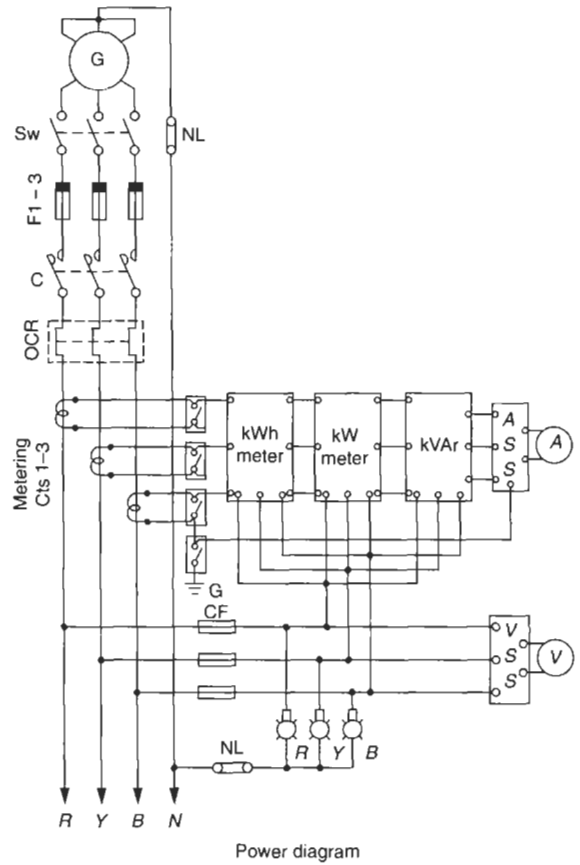 G
Sw
NL
F1 – 3
C
OCR
Metering
Cts 1–3
kWh
meter
kW
meter
kVAr
A
S
S
A
G
CF
V
S
S
V
R
Y
B
NL
R
Y
B
N
Power diagram